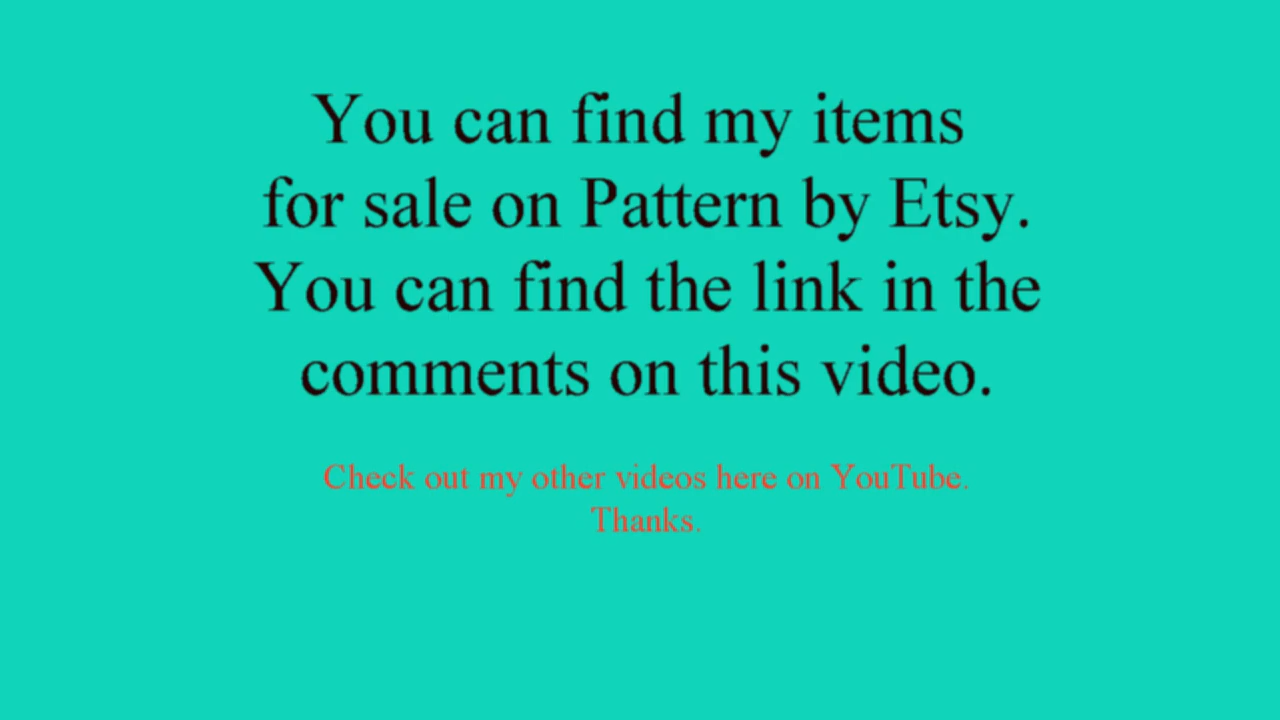 You can find my items
for sale on Pattern by Etsy.
You can find the link in the
comments on this video.
Check out my other videos here on YouTube.
Thanks.